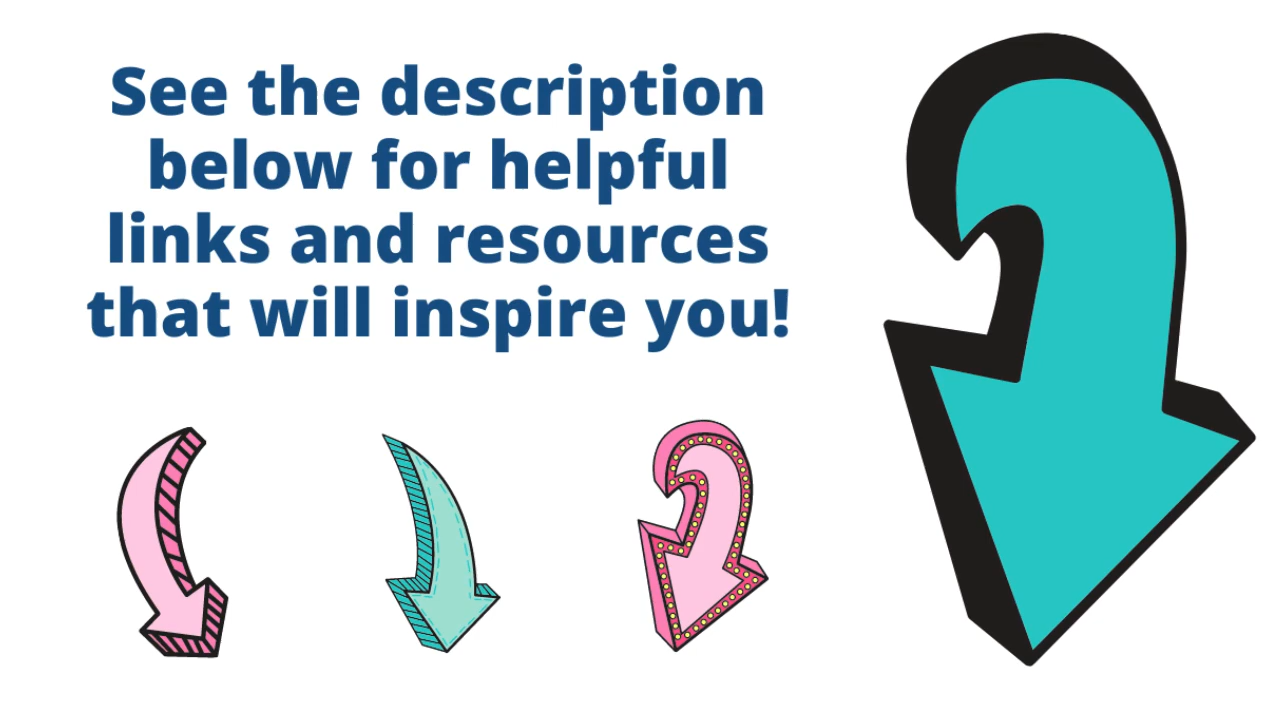 See the description
below for helpful
links and resources
that will inspire you!